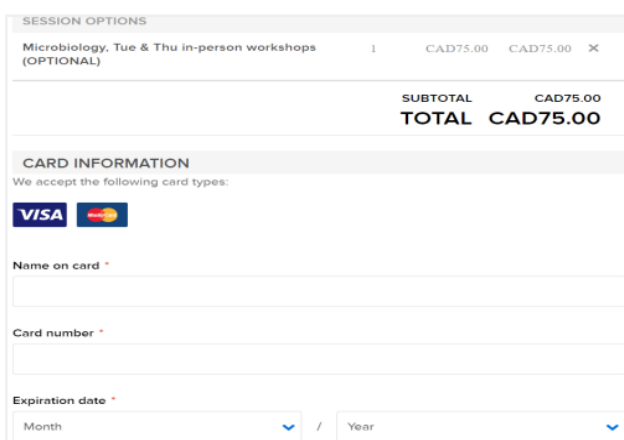 SESSION OPTIONS
Microbiology, Tue & Thu in-person workshops 1 CAD75.00 CAD75.00 ×
(OPTIONAL)
SUBTOTAL CAD75.00
TOTAL CAD75.00
CARD INFORMATION
We accept the following card types:
VISA MasterCard
Name on card *
Card number *
Expiration date *
Month / Year